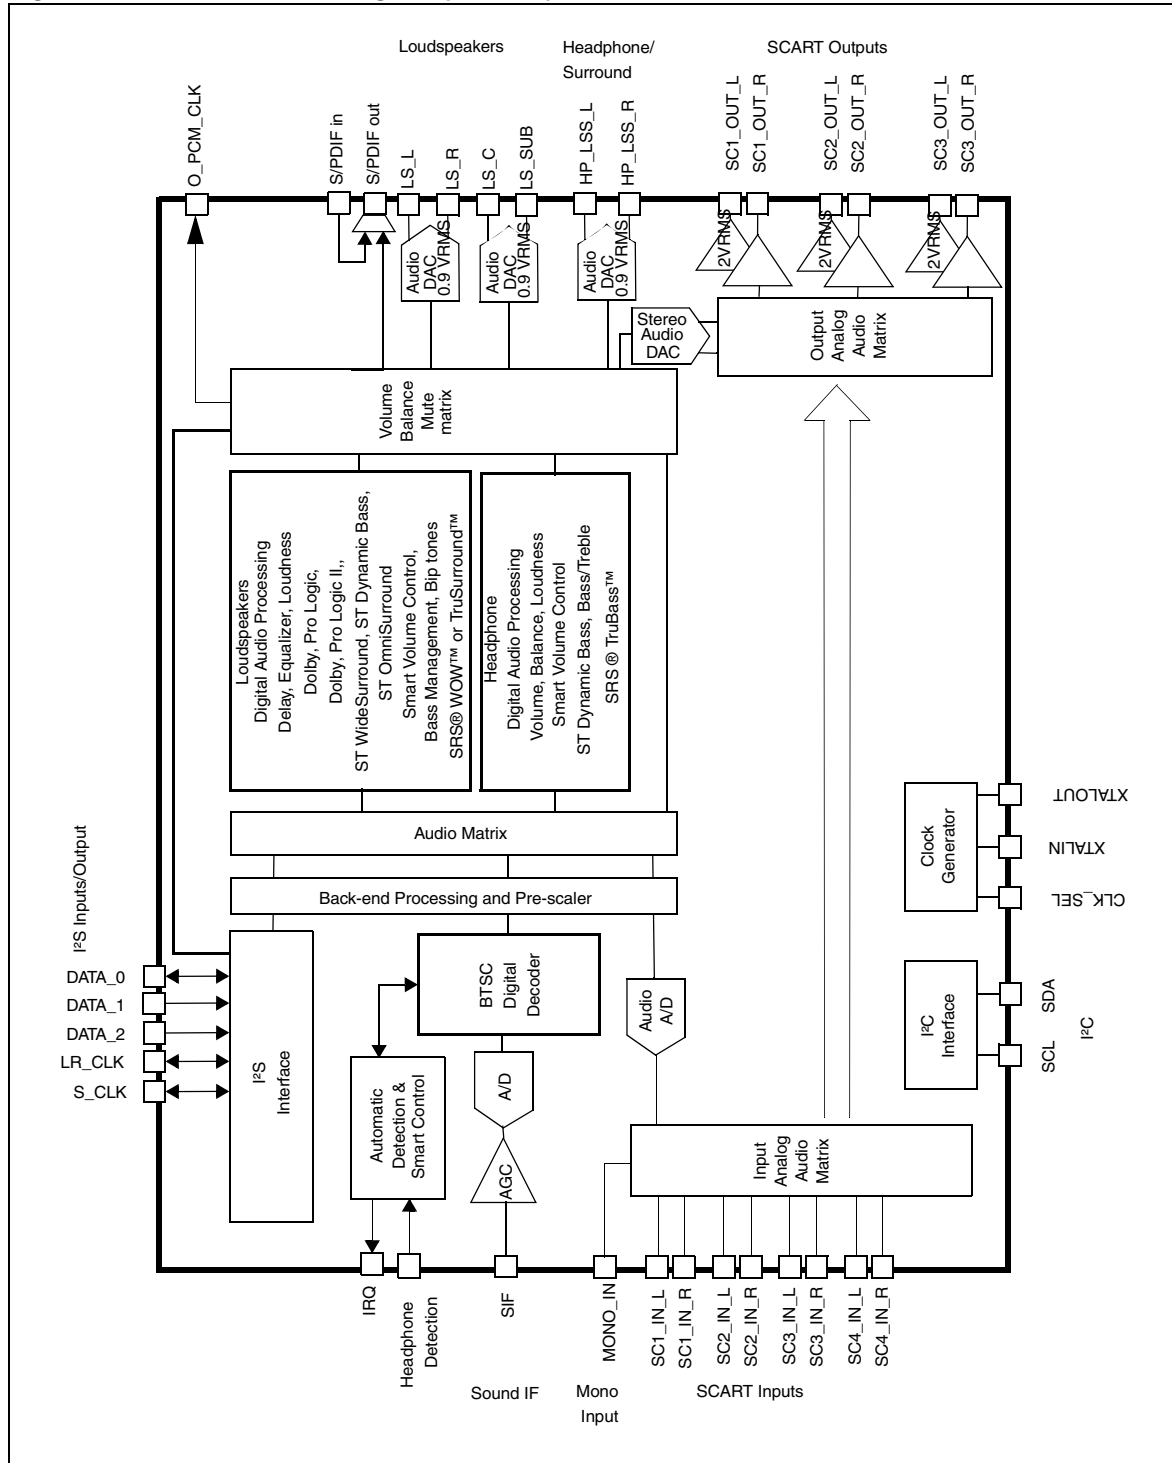 Loudspeakers
Headphone/
Surround
SCART Outputs
O_PCM_CLK
S/PDIF in
S/PDIF out
LS_L
LS_R
LS_C
LS_SUB
HP_LSS_L
HP_LSS_R
SC1_OUT_L
SC1_OUT_R
SC2_OUT_L
SC2_OUT_R
SC3_OUT_L
SC3_OUT_R
Audio
DAC
0.9 VRMS
Audio
DAC
0.9 VRMS
Audio
DAC
0.9 VRMS
2VRMS
2VRMS
2VRMS
Stereo
Audio
DAC
Output
Analog
Audio
Matrix
Volume
Balance
Mute
matrix
Loudspeakers
Digital Audio Processing
Delay, Equalizer, Loudness
Dolby, Pro Logic,
Dolby, Pro Logic II,,
ST WideSurround, ST Dynamic Bass,
ST OmniSurround
Smart Volume Control,
Bass Management, Bip tones
SRS® WOW™ or TruSurround™
Headphone
Digital Audio Processing
Volume, Balance, Loudness
Smart Volume Control
ST Dynamic Bass, Bass/Treble
SRS ® TruBass™
Audio Matrix
Back-end Processing and Pre-scaler
I²S Inputs/Output
DATA_0
DATA_1
DATA_2
LR_CLK
S_CLK
I²S
Interface
BTSC
Digital
Decoder
Automatic
Detection &
Smart Control
A/D
AGC
Audio
A/D
Clock
Generator
XTALOUT
XTALIN
CLK_SEL
I²C
Interface
SDA
SCL
I²C
Input
Analog
Audio
Matrix
IRQ
Headphone
Detection
SIF
MONO_IN
SC1_IN_L
SC1_IN_R
SC2_IN_L
SC2_IN_R
SC3_IN_L
SC3_IN_R
SC4_IN_L
SC4_IN_R
Sound IF
Mono
Input
SCART Inputs